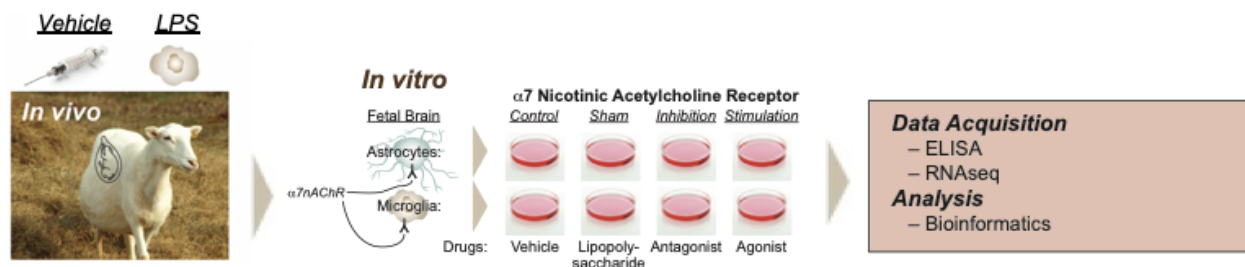 Vehicle LPS
In vivo
In vitro
α7 Nicotinic Acetylcholine Receptor
Fetal Brain Control Sham Inhibition Stimulation
Astrocytes:
α7nAChR
Microglia:
Drugs: Vehicle Lipopoly- Antagonist Agonist
saccharide
Data Acquisition
– ELISA
– RNAseq
Analysis
– Bioinformatics